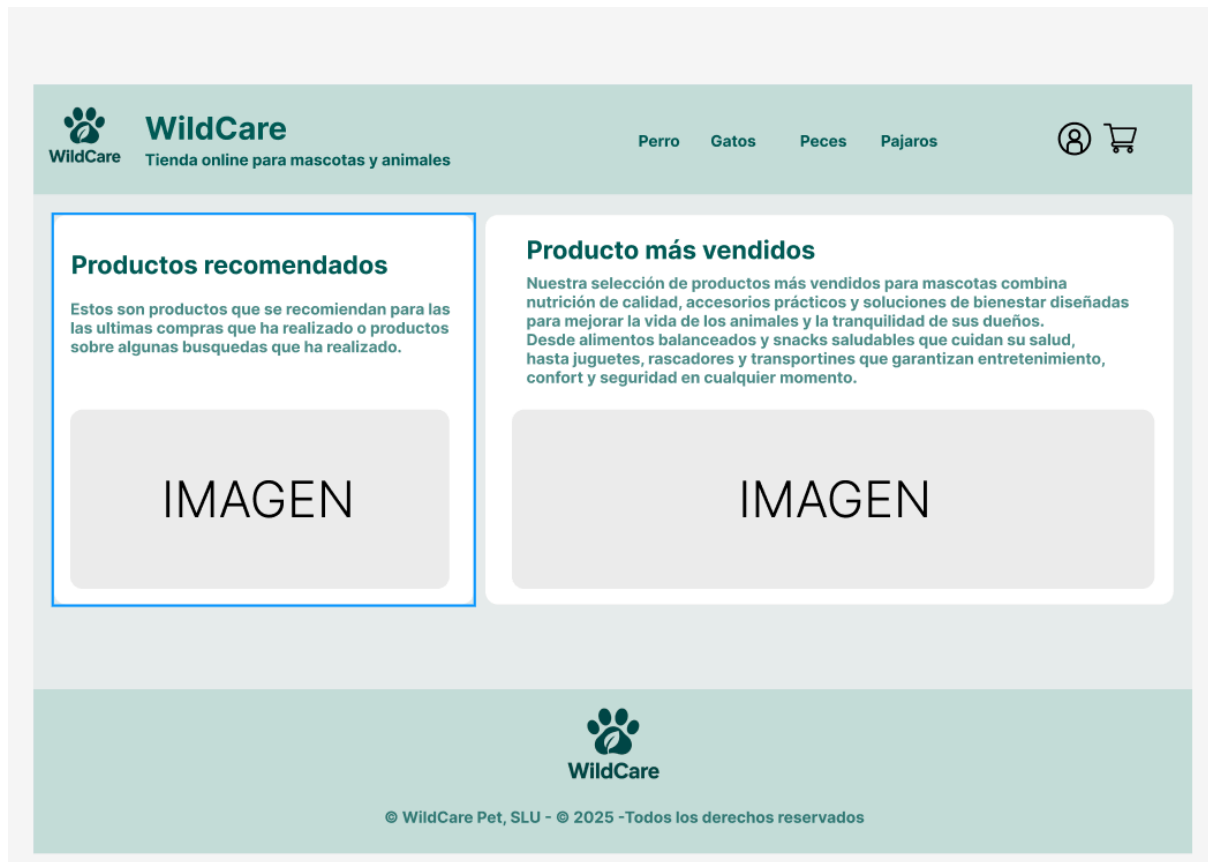 WildCare
WildCare
Tienda online para mascotas y animales
Perro Gatos Peces Pajaros
Productos recomendados
Estos son productos que se recomiendan para las
las ultimas compras que ha realizado o productos
sobre algunas busquedas que ha realizado.
IMAGEN
Producto más vendidos
Nuestra selección de productos más vendidos para mascotas combina
nutrición de calidad, accesorios prácticos y soluciones de bienestar diseñadas
para mejorar la vida de los animales y la tranquilidad de sus dueños.
Desde alimentos balanceados y snacks saludables que cuidan su salud,
hasta juguetes, rascadores y transportines que garantizan entretenimiento,
confort y seguridad en cualquier momento.
IMAGEN
WildCare
© WildCare Pet, SLU - © 2025 -Todos los derechos reservados